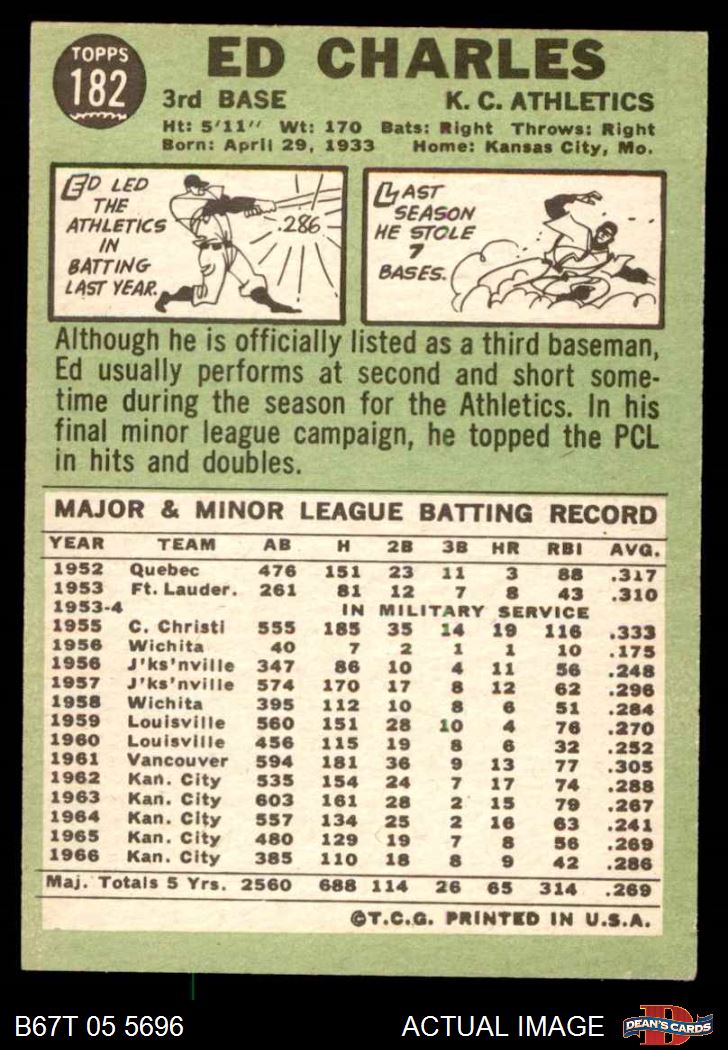 TOPPS
182
ED CHARLES
3rd BASE K. C. ATHLETICS
Ht: 5'11" Wt: 170 Bats: Right Throws: Right
Born: April 29, 1933 Home: Kansas City, Mo.
ED LED
THE
ATHLETICS
IN
BATTING
LAST YEAR.
.286
LAST
SEASON
HE STOLE
7
BASES.
Although he is officially listed as a third baseman,
Ed usually performs at second and short some-
time during the season for the Athletics. In his
final minor league campaign, he topped the PCL
in hits and doubles.
MAJOR & MINOR LEAGUE BATTING RECORD
YEAR TEAM AB H 2B 3B HR RBI AVG.
1952 Quebec 476 151 23 11 3 88 .317
1953 Ft. Lauder. 261 81 12 7 8 43 .310
1953-4 IN MILITARY SERVICE
1955 C. Christi 555 185 35 14 19 116 .333
1956 Wichita 40 7 2 1 1 10 .175
1956 J'ks'nville 347 86 10 4 11 56 .248
1957 J'ks'nville 574 170 17 8 12 62 .296
1958 Wichita 395 112 10 8 6 51 .284
1959 Louisville 560 151 28 10 4 76 .270
1960 Louisville 456 115 19 8 6 32 .252
1961 Vancouver 594 181 36 9 13 77 .305
1962 Kan. City 535 154 24 7 17 74 .288
1963 Kan. City 603 161 28 2 15 79 .267
1964 Kan. City 557 134 25 2 16 63 .241
1965 Kan. City 480 129 19 7 8 56 .269
1966 Kan. City 385 110 18 8 9 42 .286
Maj. Totals 5 Yrs. 2560 688 114 26 65 314 .269
©T.C.G. PRINTED IN U.S.A.
B67T 05 5696 ACTUAL IMAGE
D
DEAN'S CARDS